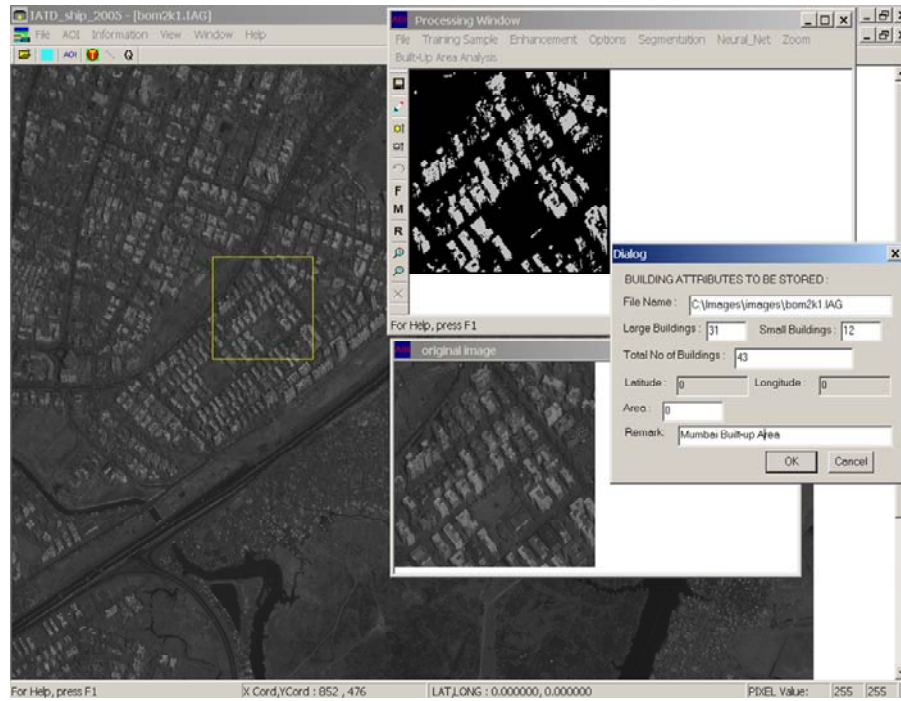 IATD_ship_2005 - [bom2k1.IAG]
File AOI Information View Window Help
AOI
AOI Processing Window
File Training Sample Enhancement Options Segmentation Neural_Net Zoom
Built-Up Area Analysis
F
M
R
For Help, press F1
AOI original image
Dialog
BUILDING ATTRIBUTES TO BE STORED :
File Name : C:\Images\images\bom2k1.IAG
Large Buildings : 31 Small Buildings : 12
Total No of Buildings : 43
Latitude : 0 Longitude : 0
Area : 0
Remark: Mumbai Built-up Area
OK Cancel
For Help, press F1 X Cord,YCord : 852 , 476 LAT,LONG : 0.000000, 0.000000 PIXEL Value: 255 255